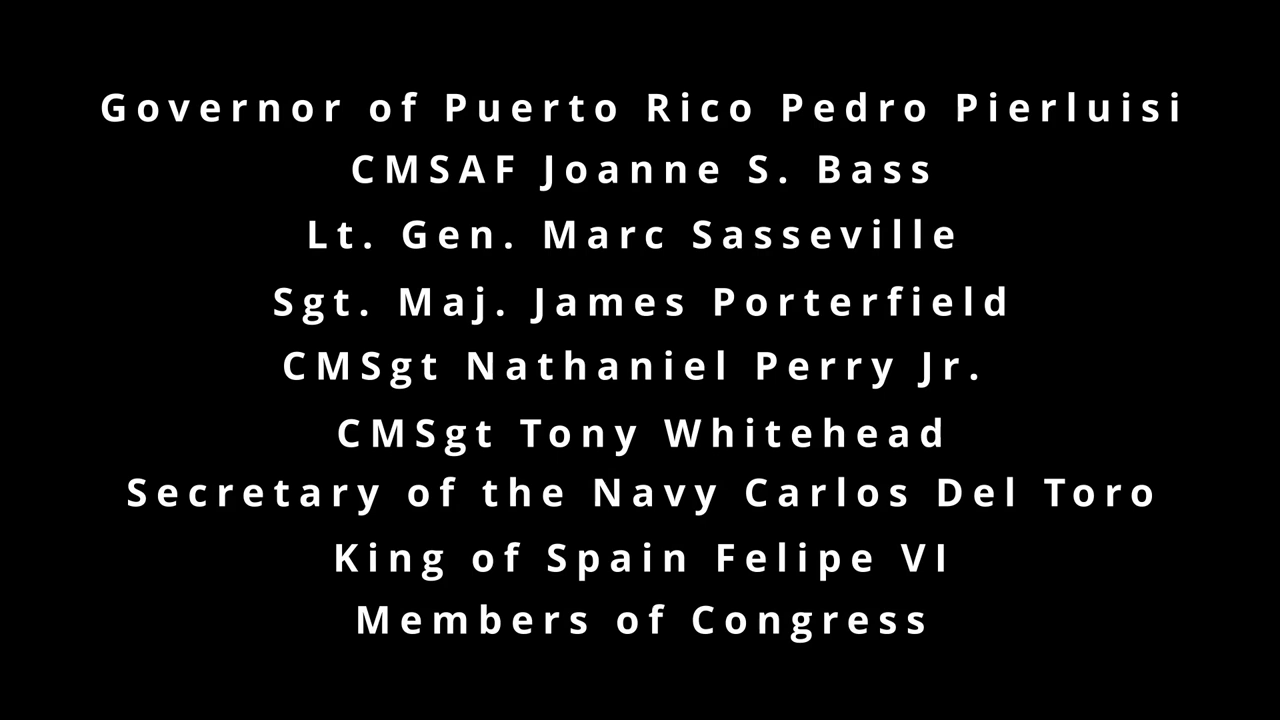 Governor of Puerto Rico Pedro Pierluisi
CMSAF Joanne S. Bass
Lt. Gen. Marc Sasseville
Sgt. Maj. James Porterfield
CMSgt Nathaniel Perry Jr.
CMSgt Tony Whitehead
Secretary of the Navy Carlos Del Toro
King of Spain Felipe VI
Members of Congress